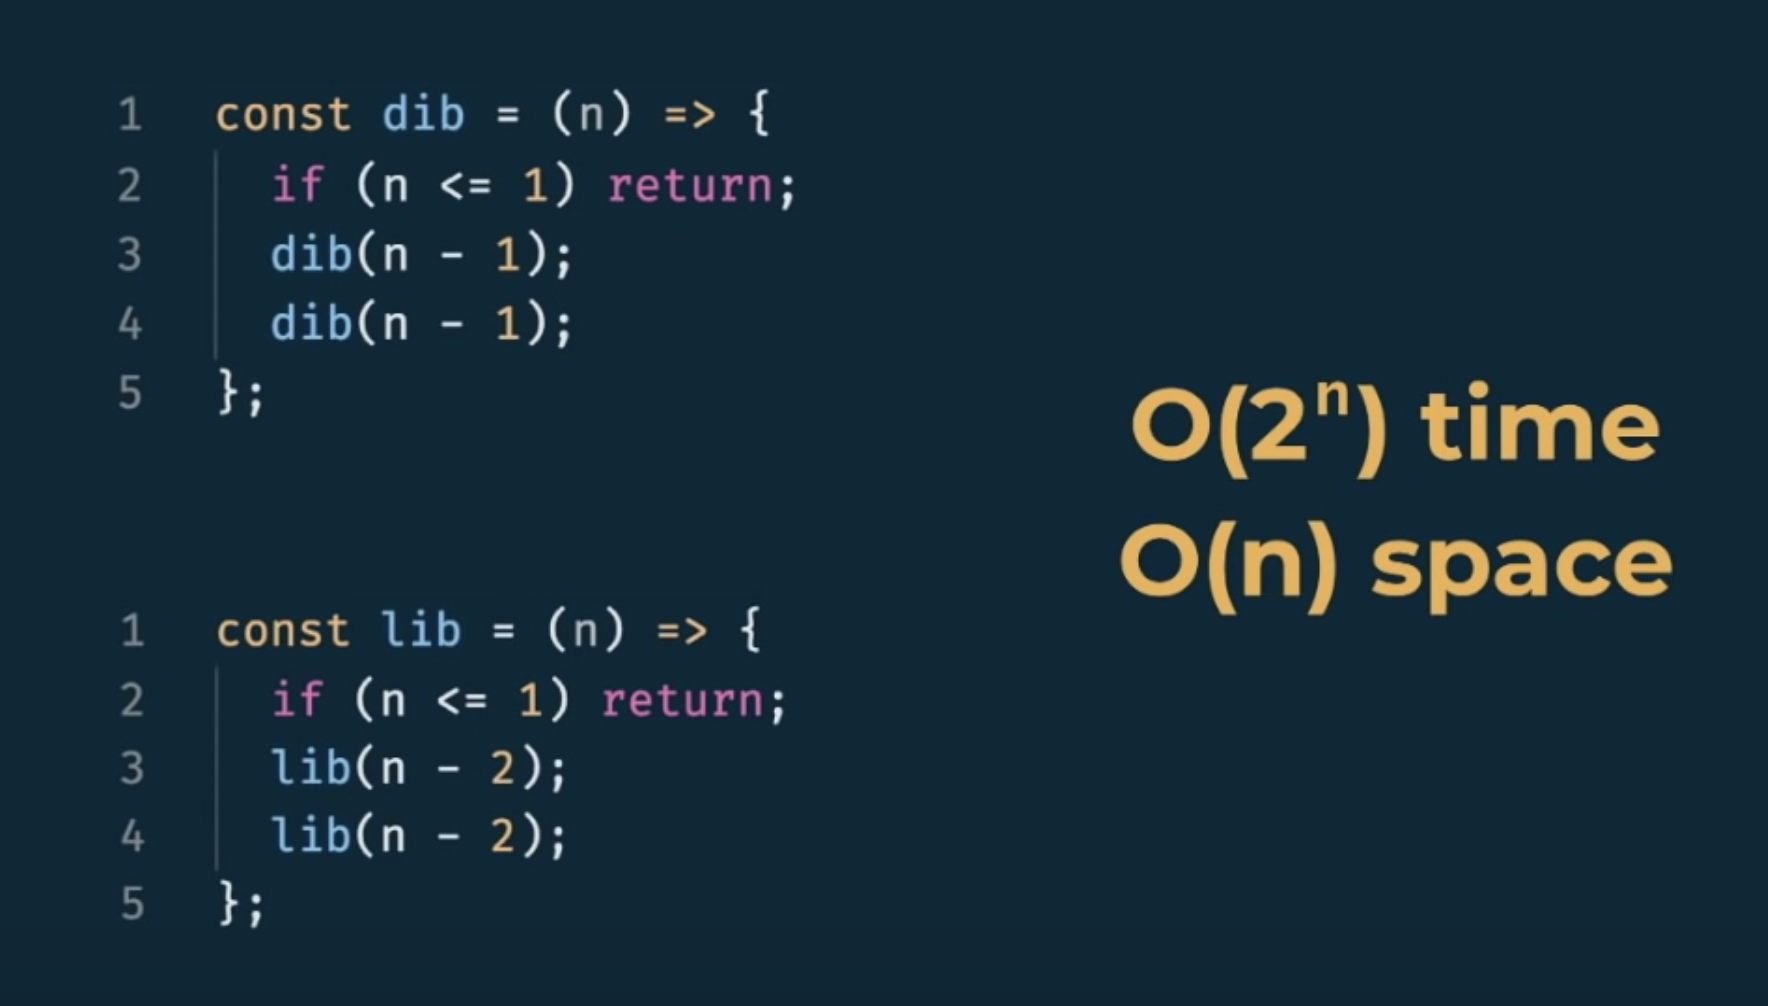 1 const dib = (n) => {
2 if (n <= 1) return;
3 dib(n - 1);
4 dib(n - 1);
5 };
O(2ⁿ) time
O(n) space
1 const lib = (n) => {
2 if (n <= 1) return;
3 lib(n - 2);
4 lib(n - 2);
5 };